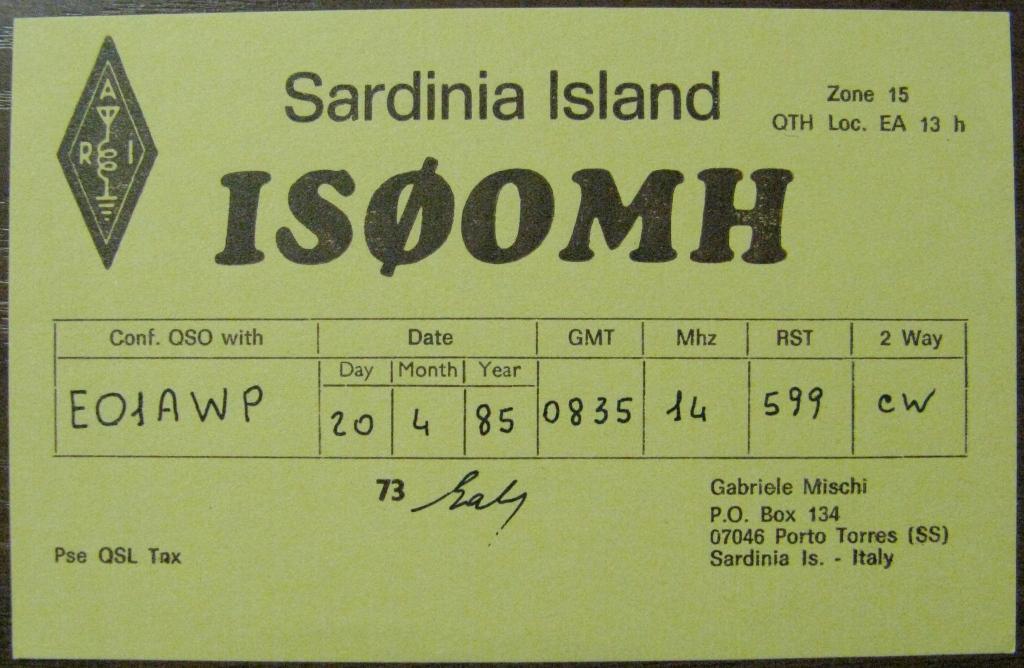 A
R I
Sardinia Island
Zone 15
QTH Loc. EA 13 h
ISØOMH
Conf. QSO with Date GMT Mhz RST 2 Way
Day Month Year
EO1AWP 20 4 85 0835 14 599 CW
73
Gabriele Mischi
P.O. Box 134
07046 Porto Torres (SS)
Sardinia Is. - Italy
Pse QSL Tnx